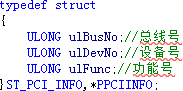 typedef struct
{
    ULONG ulBusNo;//总线号
    ULONG ulDevNo;//设备号
    ULONG ulFunc;//功能号
}ST_PCI_INFO,*PPCIINFO;